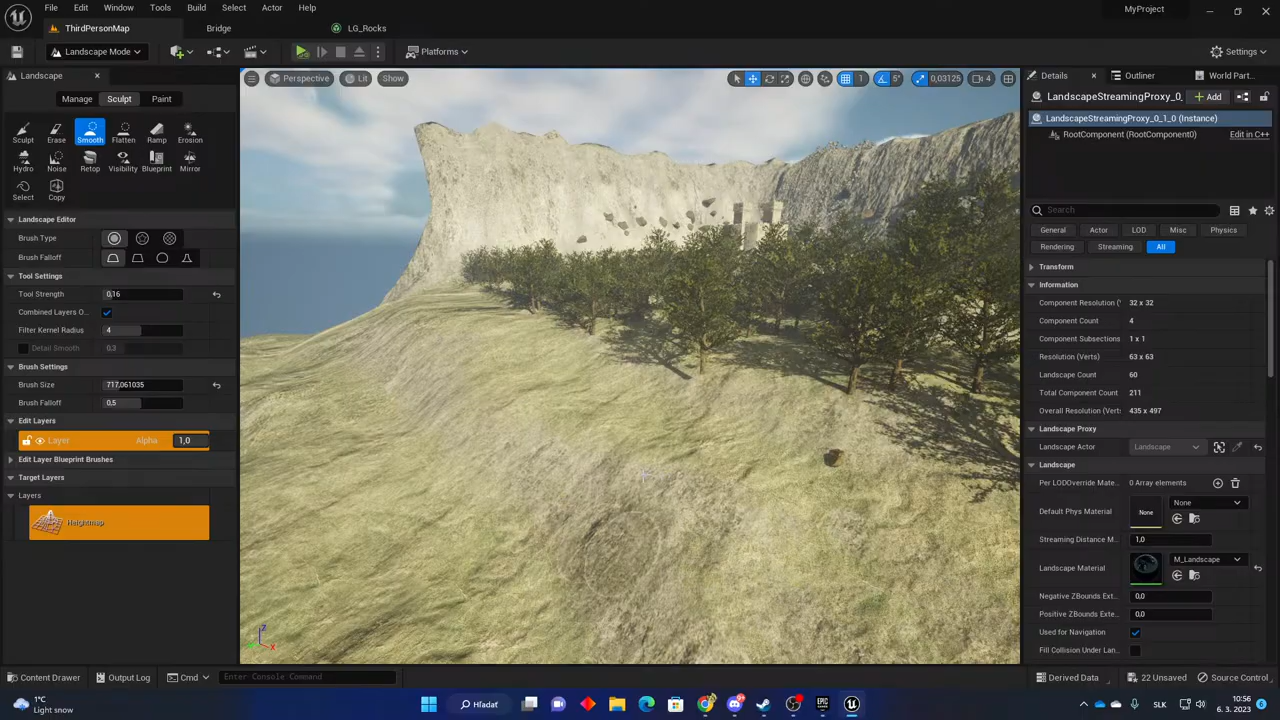 File Edit Window Tools Build Select Actor Help
MyProject
ThirdPersonMap Bridge LG_Rocks
Landscape Mode Platforms Settings
Landscape
Perspective Lit Show
1 5° 0,03125 4
Details Outliner World Part...
Manage Sculpt Paint
LandscapeStreamingProxy_0_ Add
LandscapeStreamingProxy_0_1_0 (Instance)
RootComponent (RootComponent0) Edit in C++
Sculpt Erase Smooth Flatten Ramp Erosion
Hydro Noise Retop Visibility Blueprint Mirror
Select Copy
Search
Landscape Editor
Brush Type
Brush Falloff
Tool Settings
Tool Strength 0,16
Combined Layers O...
Filter Kernel Radius 4
Detail Smooth 0,3
Brush Settings
Brush Size 717,061035
Brush Falloff 0,5
Edit Layers
Layer Alpha 1,0
Edit Layer Blueprint Brushes
Target Layers
Layers
Heightmap
General Actor LOD Misc Physics
Rendering Streaming All
Transform
Information
Component Resolution (V 32 x 32
Component Count 4
Component Subsections 1 x 1
Resolution (Verts) 63 x 63
Landscape Count 60
Total Component Count 211
Overall Resolution (Verts 435 x 497
Landscape Proxy
Landscape Actor Landscape
Landscape
Per LODOverride Mate... 0 Array elements
Default Phys Material None None
Streaming Distance M... 1,0
Landscape Material M_Landscape
Negative ZBounds Ext... 0,0
Positive ZBounds Exte... 0,0
Used for Navigation
Fill Collision Under Lan...
Z
X
Content Drawer Output Log Cmd Enter Console Command
Derived Data 22 Unsaved Source Control
1°C
Light snow
Hľadať
SLK
10:56
6. 3. 2023